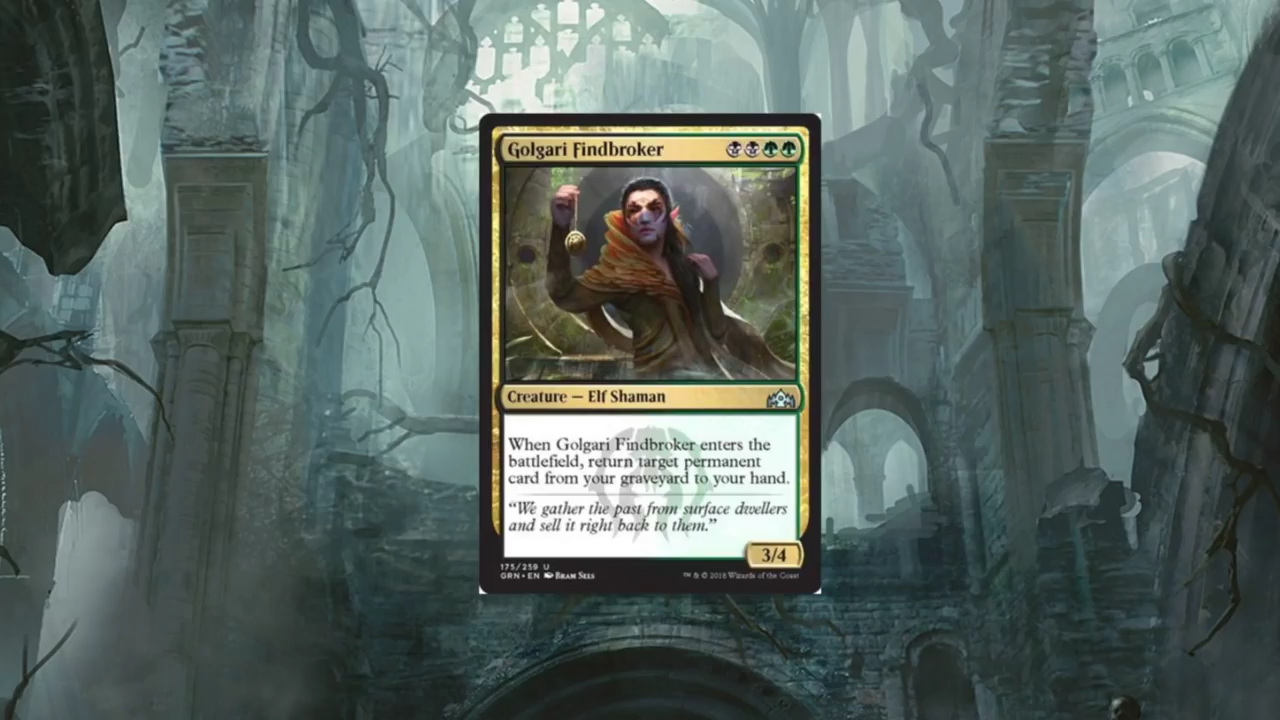 Golgari Findbroker
Creature — Elf Shaman
When Golgari Findbroker enters the
battlefield, return target permanent
card from your graveyard to your hand.
“We gather the past from surface dwellers
and sell it right back to them.”
3/4
175/259 U
GRN • EN Bram Sels
™ & © 2018 Wizards of the Coast